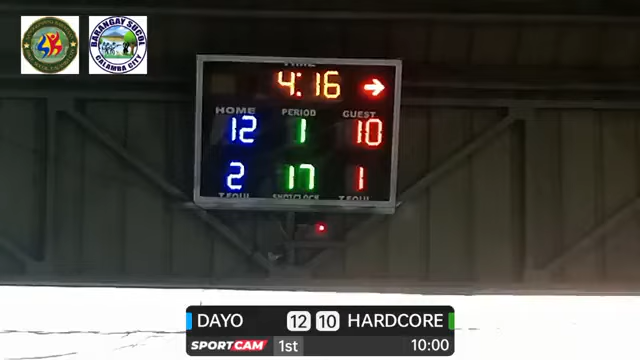 BARANGAY SUCOL
CALAMBA CITY
TIME
4:16
HOME PERIOD GUEST
12 1 10
2 17 1
T.FOUL SHOTCLOCK T.FOUL
DAYO 12 10 HARDCORE
SPORTCAM 1st 10:00